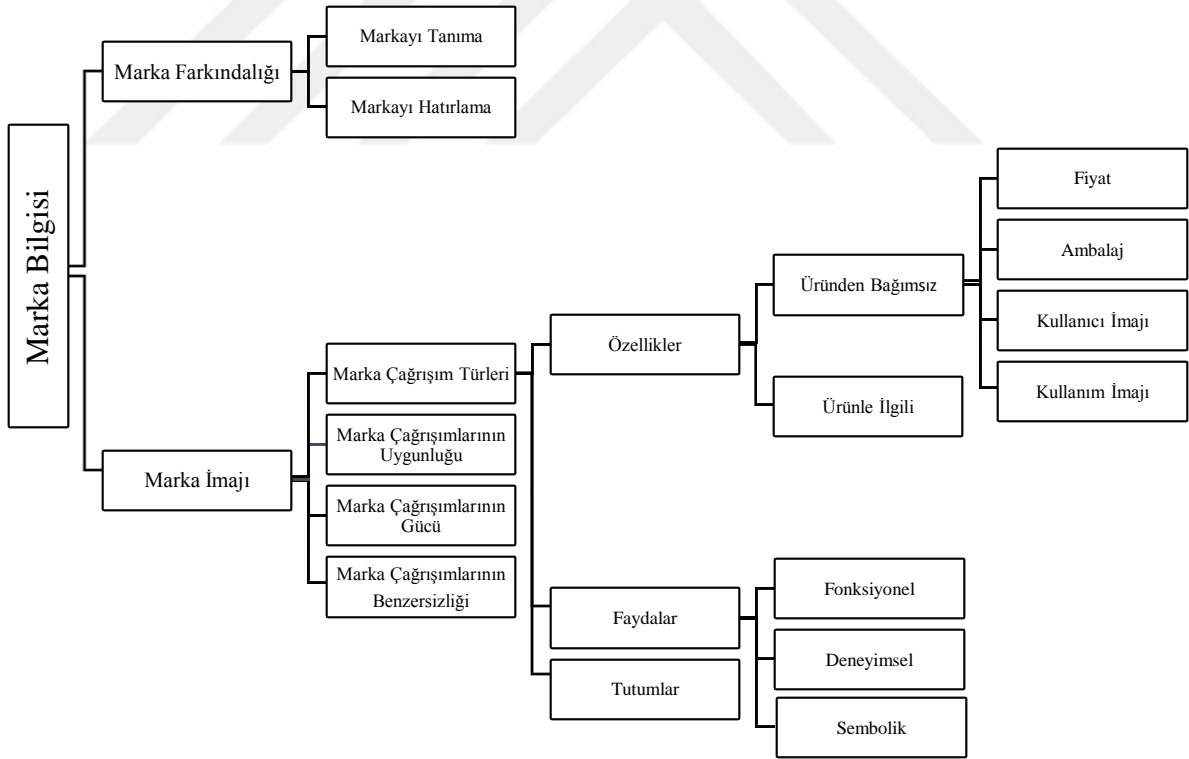 Marka Bilgisi
Marka Farkındalığı
Markayı Tanıma
Markayı Hatırlama
Marka İmajı
Marka Çağrışım Türleri
Marka Çağrışımlarının
Uygunluğu
Marka Çağrışımlarının
Gücü
Marka Çağrışımlarının
Benzersizliği
Özellikler
Üründen Bağımsız
Fiyat
Ambalaj
Kullanıcı İmajı
Kullanım İmajı
Ürünle İlgili
Faydalar
Fonksiyonel
Deneyimsel
Sembolik
Tutumlar